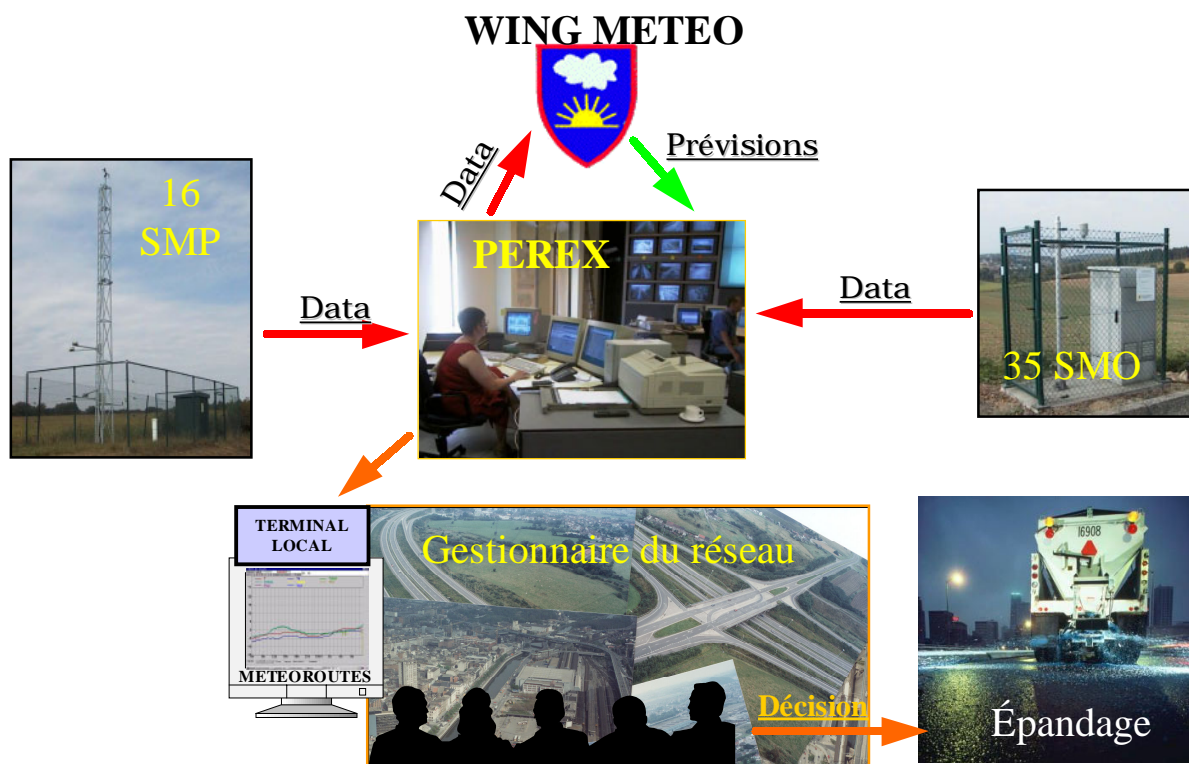 WING METEO
Data
Prévisions
16
SMP
PEREX
Data
Data
35 SMO
TERMINAL
LOCAL
Gestionnaire du réseau
METEOROUTES
Décision
16908
Épandage